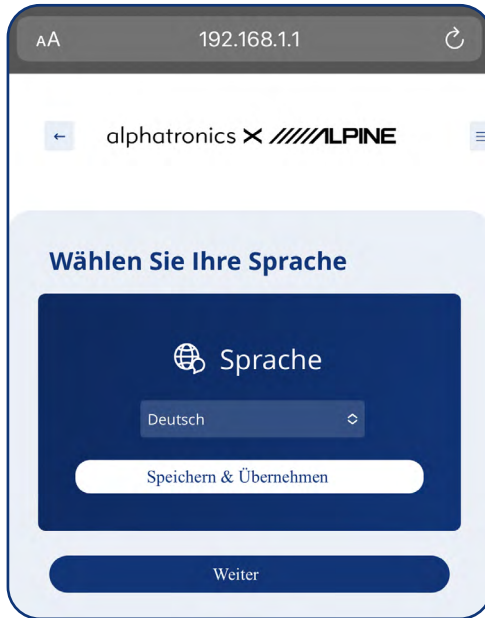 AA 192.168.1.1
alphatronics X /////ALPINE
Wählen Sie Ihre Sprache
Sprache
Deutsch
Speichern & Übernehmen
Weiter